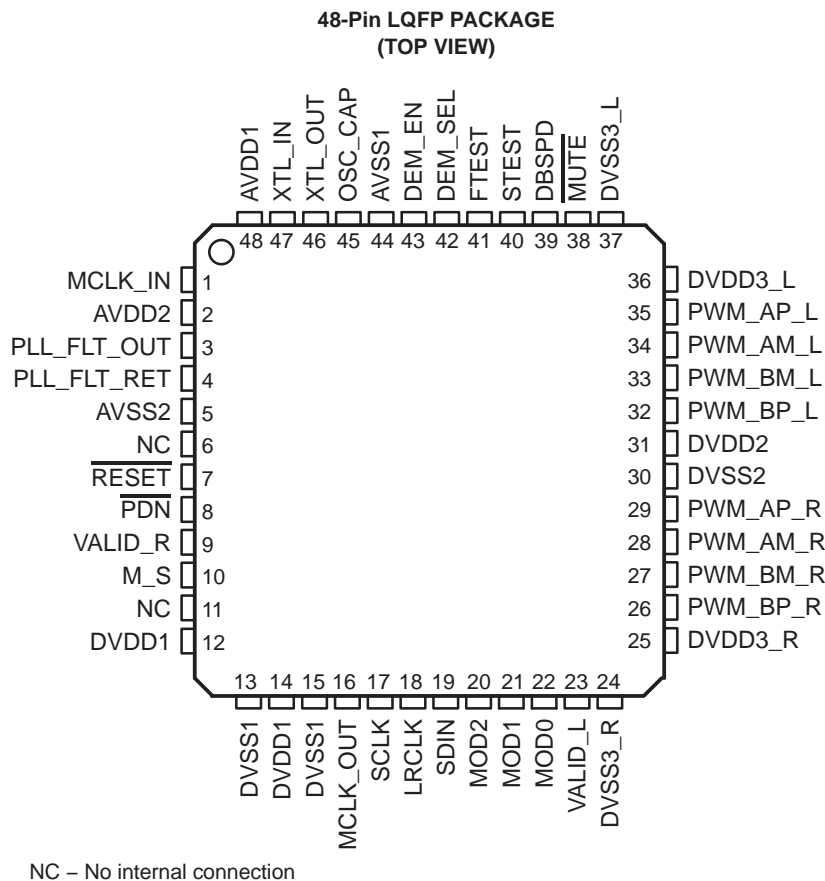 48-Pin LQFP PACKAGE
(TOP VIEW)
AVDD1
XTL_IN
XTL_OUT
OSC_CAP
AVSS1
DEM_EN
DEM_SEL
FTEST
STEST
DBSPD
MUTE
DVSS3_L
48 47 46 45 44 43 42 41 40 39 38 37
MCLK_IN 1
AVDD2 2
PLL_FLT_OUT 3
PLL_FLT_RET 4
AVSS2 5
NC 6
RESET 7
PDN 8
VALID_R 9
M_S 10
NC 11
DVDD1 12
36 DVDD3_L
35 PWM_AP_L
34 PWM_AM_L
33 PWM_BM_L
32 PWM_BP_L
31 DVDD2
30 DVSS2
29 PWM_AP_R
28 PWM_AM_R
27 PWM_BM_R
26 PWM_BP_R
25 DVDD3_R
13 14 15 16 17 18 19 20 21 22 23 24
DVSS1
DVDD1
DVSS1
MCLK_OUT
SCLK
LRCLK
SDIN
MOD2
MOD1
MOD0
VALID_L
DVSS3_R
NC – No internal connection